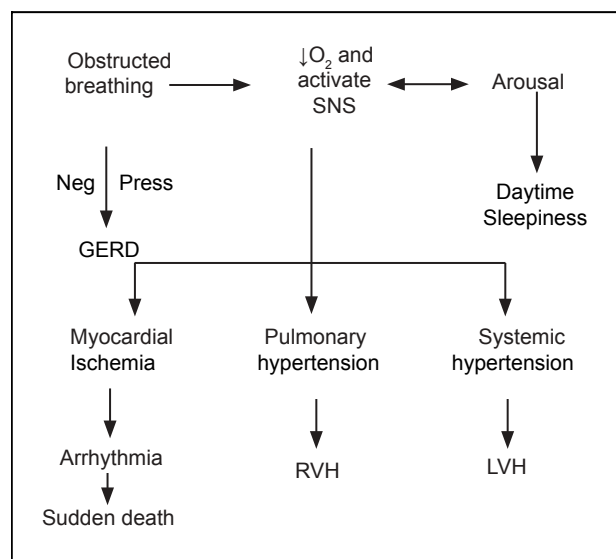 Obstructed
breathing
↓O₂ and
activate
SNS
Arousal
Neg Press
GERD
Daytime
Sleepiness
Myocardial
Ischemia
Pulmonary
hypertension
Systemic
hypertension
Arrhythmia
RVH
LVH
Sudden death